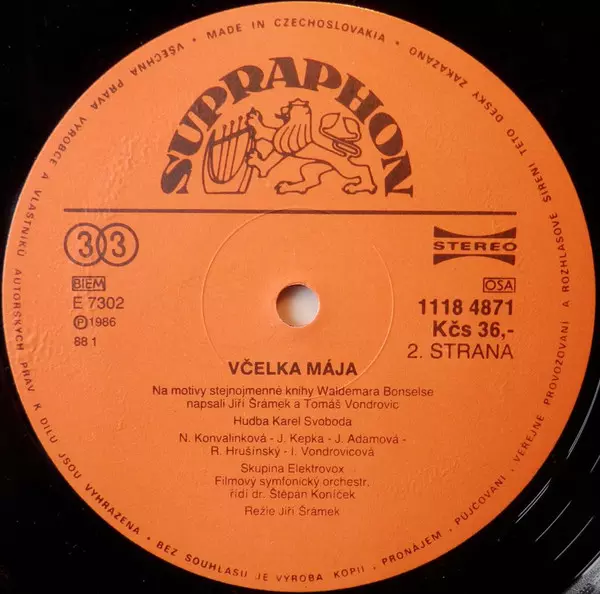 VŠECHNA PRÁVA VÝROBCE A VLASTNÍKŮ AUTORSKÝCH PRÁV K DÍLU JSOU VYHRAZENA • BEZ SOUHLASU JE VÝROBA KOPIÍ, PRONÁJEM, PŮJČOVÁNÍ, VEŘEJNÉ PROVOZOVÁNÍ A ROZHLASOVÉ ŠÍŘENÍ TÉTO DESKY ZAKÁZÁNO • MADE IN CZECHOSLOVAKIA •
SUPRAPHON
33
STEREO
BIEM
OSA
E 7302
1118 4871
Ⓟ1986
Kčs 36,-
88 1
2. STRANA
VČELKA MÁJA
Na motivy stejnojmenné knihy Waldemara Bonselse
napsali Jiří Šrámek a Tomáš Vondrovic
Hudba Karel Svoboda
N. Konvalinková - J. Kepka - J. Adamová -
R. Hrušínský - I. Vondrovicová
Skupina Elektrovox
Filmový symfonický orchestr,
řídí dr. Štěpán Koníček
Režie Jiří Šrámek